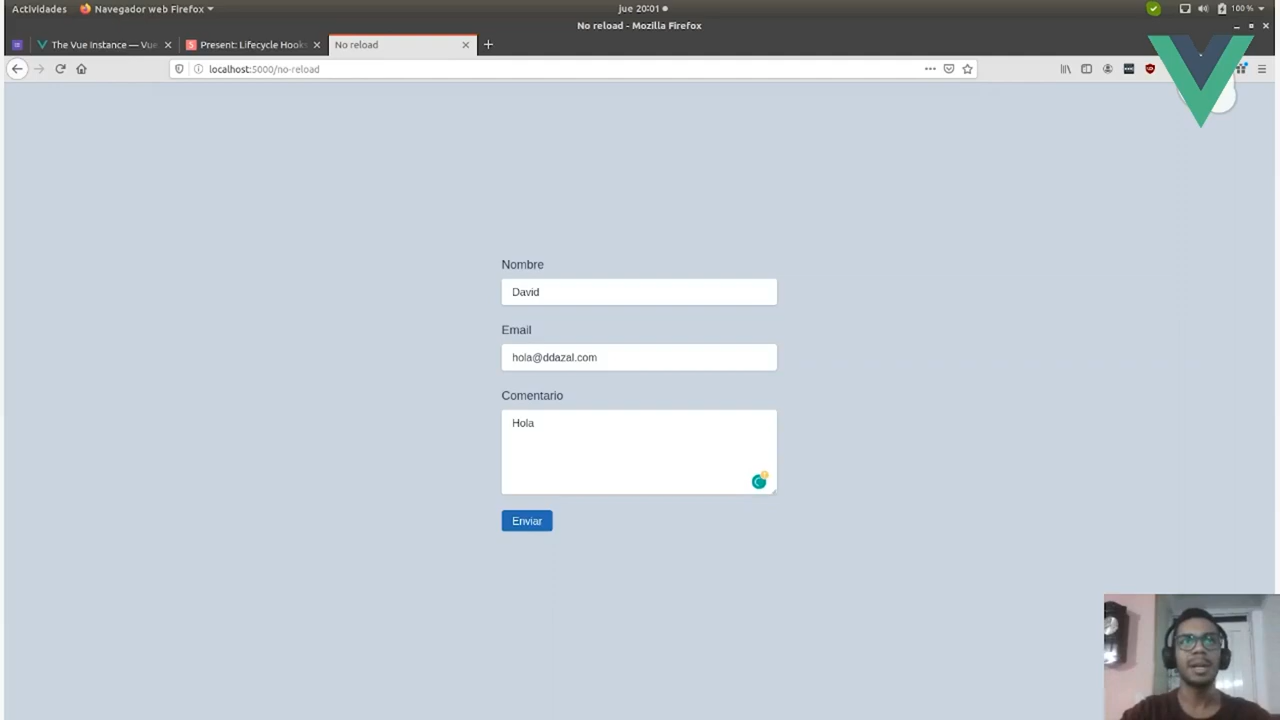 Actividades Navegador web Firefox jue 20:01 100 %
No reload - Mozilla Firefox
The Vue Instance — Vue Present: Lifecycle Hook No reload
localhost:5000/no-reload
Nombre
David
Email
hola@ddazal.com
Comentario
Hola
Enviar